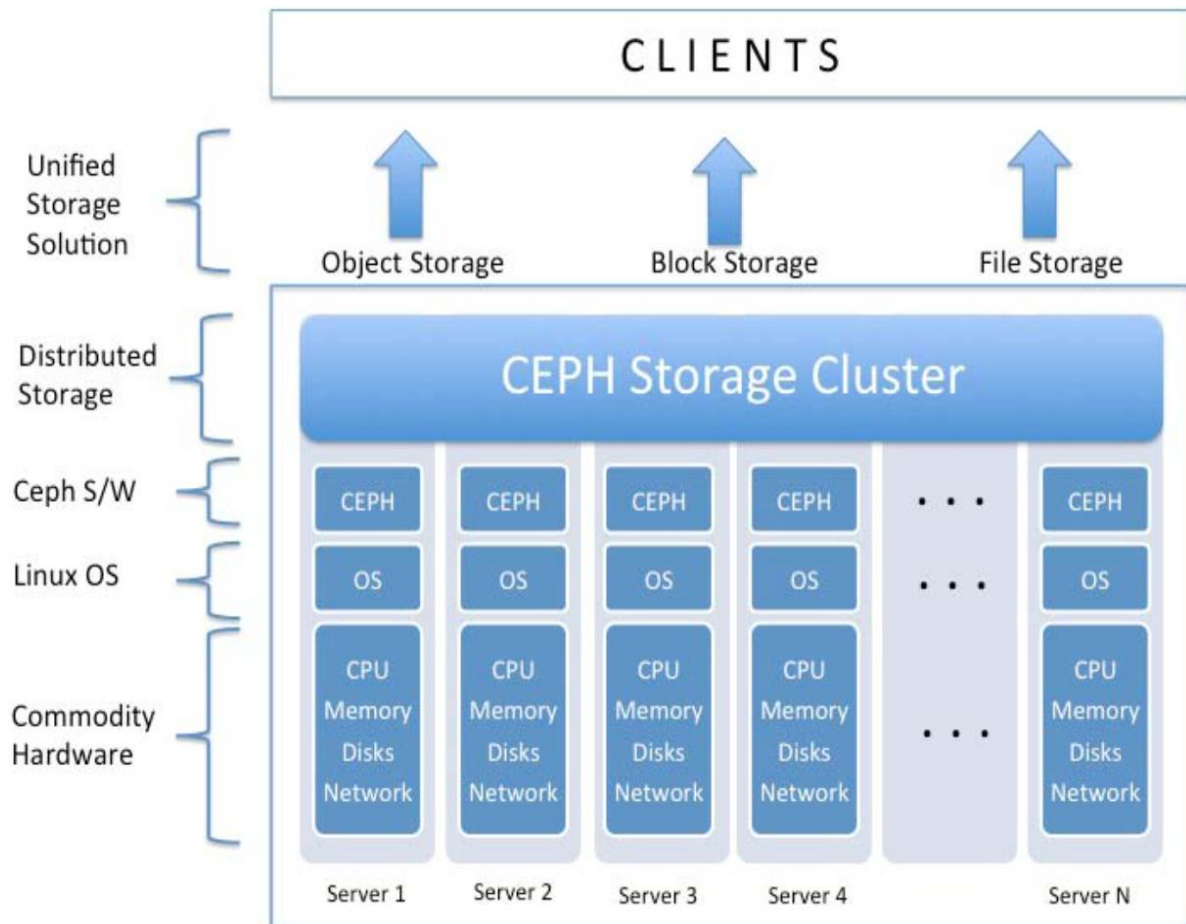 CLIENTS
Unified
Storage
Solution
Object Storage Block Storage File Storage
Distributed
Storage
CEPH Storage Cluster
Ceph S/W
CEPH CEPH CEPH CEPH . . . CEPH
Linux OS
OS OS OS OS . . . OS
Commodity
Hardware
CPU CPU CPU CPU CPU
Memory Memory Memory Memory Memory
Disks Disks Disks Disks . . . Disks
Network Network Network Network Network
Server 1 Server 2 Server 3 Server 4 Server N